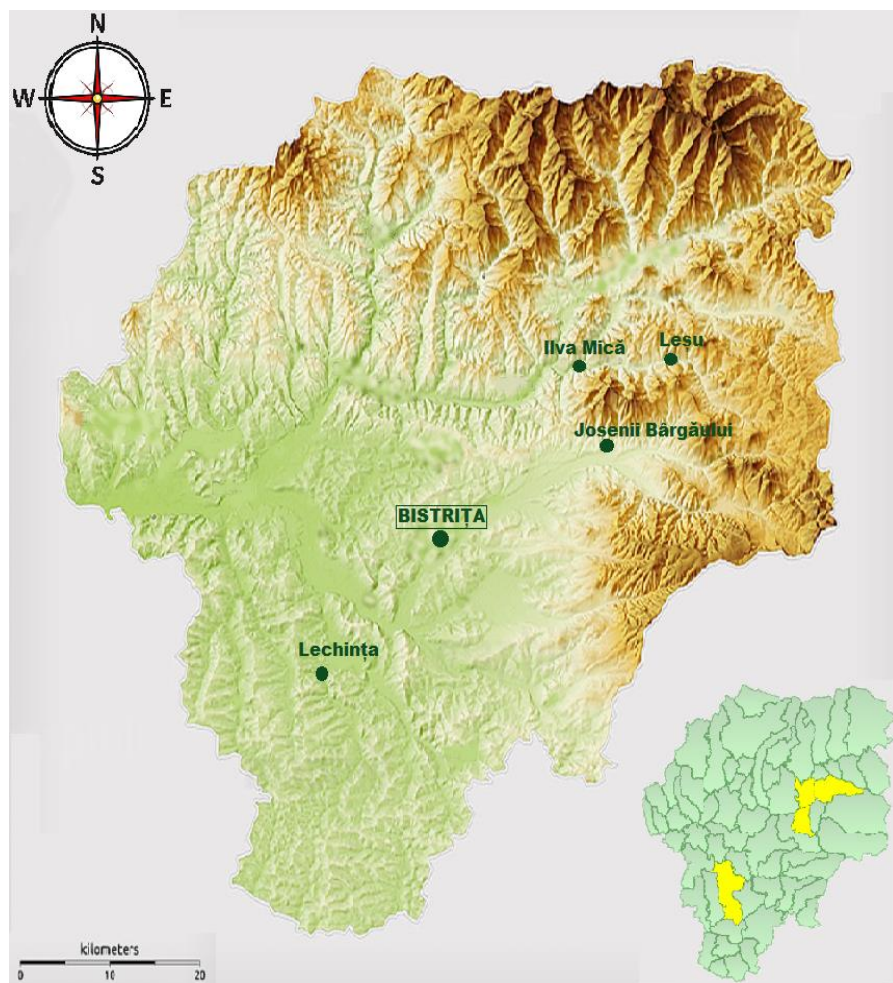 N
W E
S
Ilva Mică
Leșu
Josenii Bârgăului
BISTRIȚA
Lechința
kilometers
0 10 20